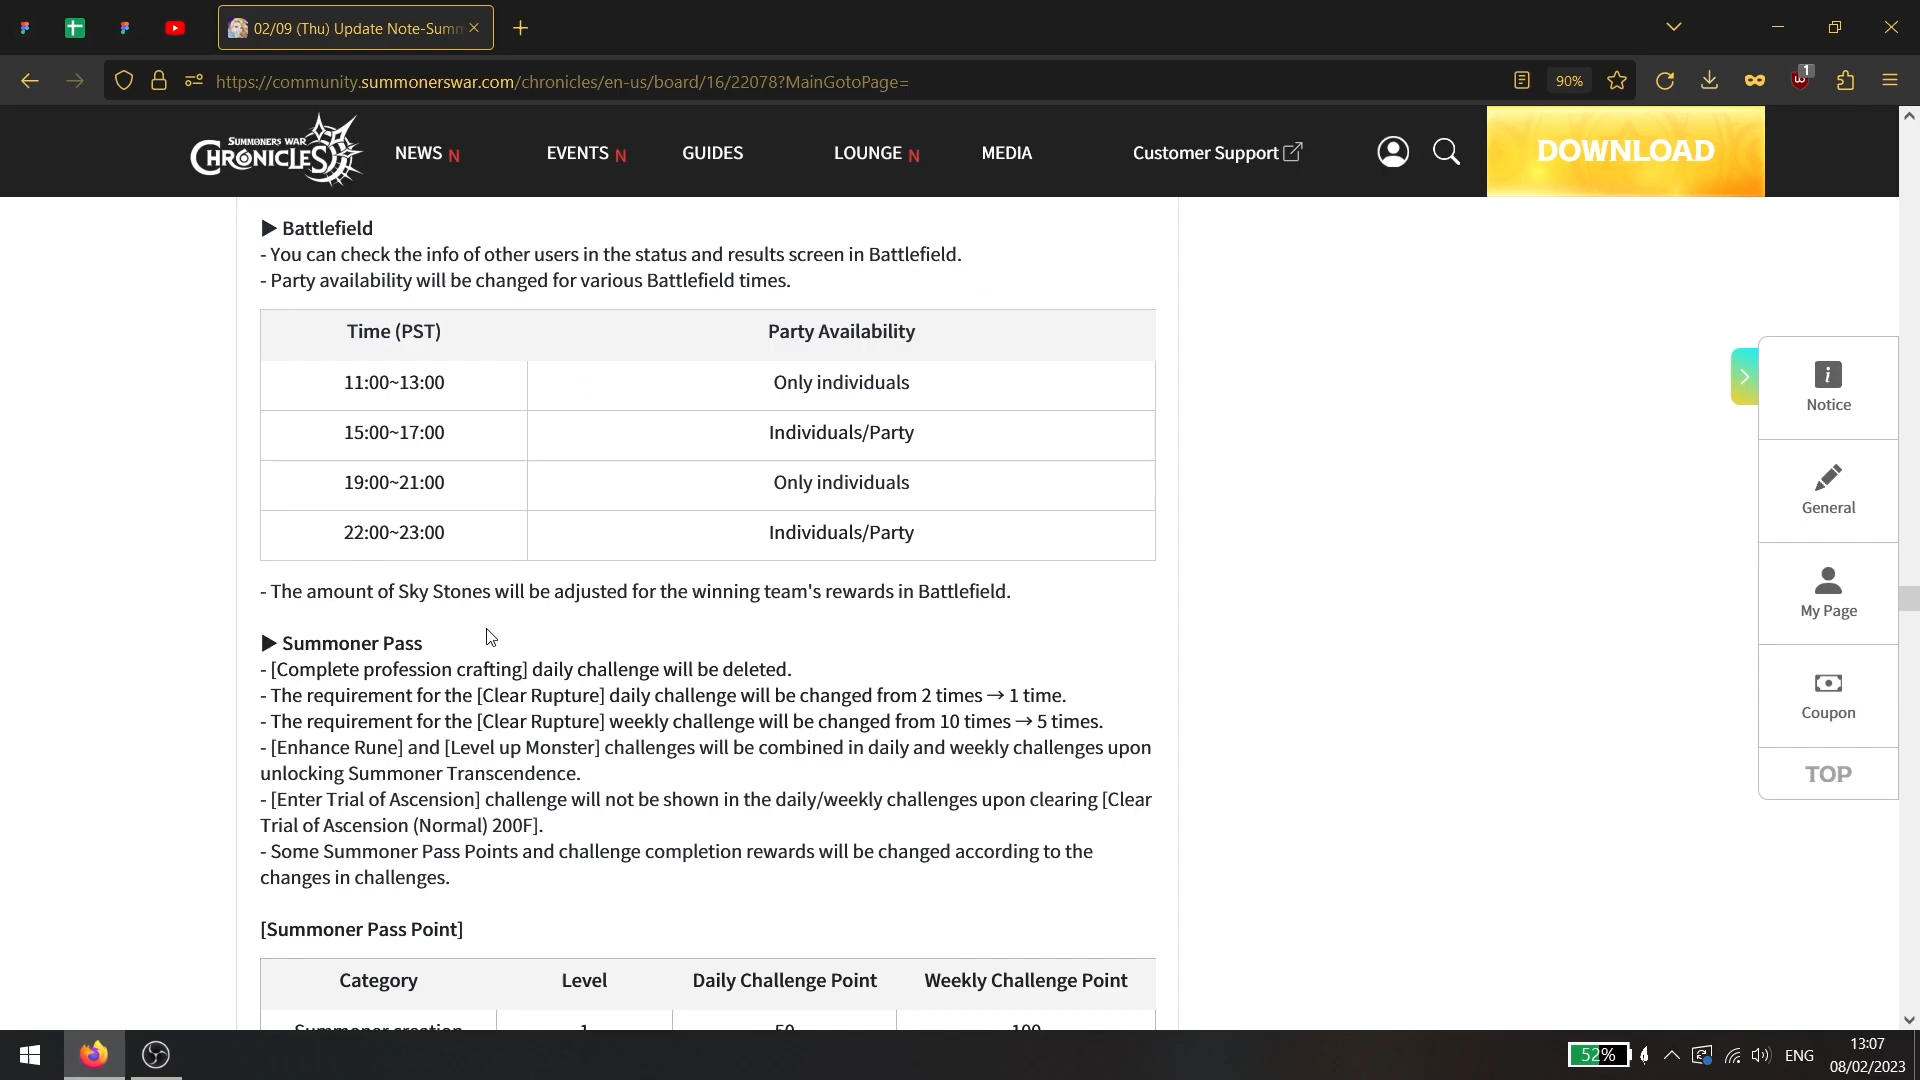 02/09 (Thu) Update Note-Summ
https://community.summonerswar.com/chronicles/en-us/board/16/22078?MainGotoPage=
90%
1
SUMMONERS WAR
CHRONICLES
NEWS N
EVENTS N
GUIDES
LOUNGE N
MEDIA
Customer Support
DOWNLOAD
▶ Battlefield
- You can check the info of other users in the status and results screen in Battlefield.
- Party availability will be changed for various Battlefield times.
Time (PST) Party Availability
11:00~13:00 Only individuals
15:00~17:00 Individuals/Party
19:00~21:00 Only individuals
22:00~23:00 Individuals/Party
- The amount of Sky Stones will be adjusted for the winning team's rewards in Battlefield.
▶ Summoner Pass
- [Complete profession crafting] daily challenge will be deleted.
- The requirement for the [Clear Rupture] daily challenge will be changed from 2 times → 1 time.
- The requirement for the [Clear Rupture] weekly challenge will be changed from 10 times → 5 times.
- [Enhance Rune] and [Level up Monster] challenges will be combined in daily and weekly challenges upon
unlocking Summoner Transcendence.
- [Enter Trial of Ascension] challenge will not be shown in the daily/weekly challenges upon clearing [Clear
Trial of Ascension (Normal) 200F].
- Some Summoner Pass Points and challenge completion rewards will be changed according to the
changes in challenges.
[Summoner Pass Point]
Category Level Daily Challenge Point Weekly Challenge Point
Summoner creation 1 50 100
Notice
General
My Page
Coupon
TOP
52%
ENG
13:07
08/02/2023